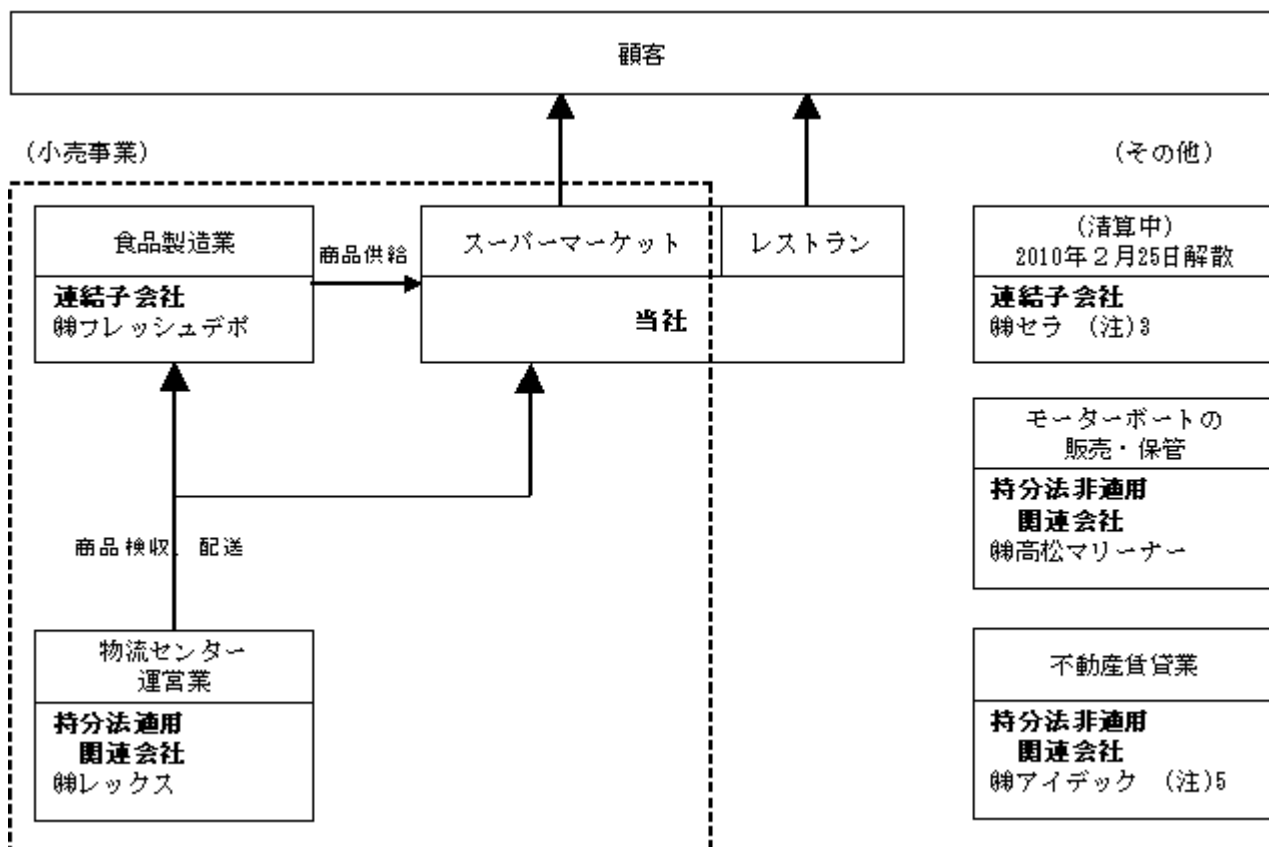 顧客
(小売事業)
(その他)
食品製造業
商品供給
スーパーマーケット
レストラン
(清算中)
2010年2月25日解散
連結子会社
㈱フレッシュデポ
当社
連結子会社
㈱セラ (注)3
モーターボートの
販売・保管
持分法非適用
関連会社
㈱高松マリーナー
商品検収、配送
物流センター
運営業
持分法適用
関連会社
㈱レックス
不動産賃貸業
持分法非適用
関連会社
㈱アイデック (注)5